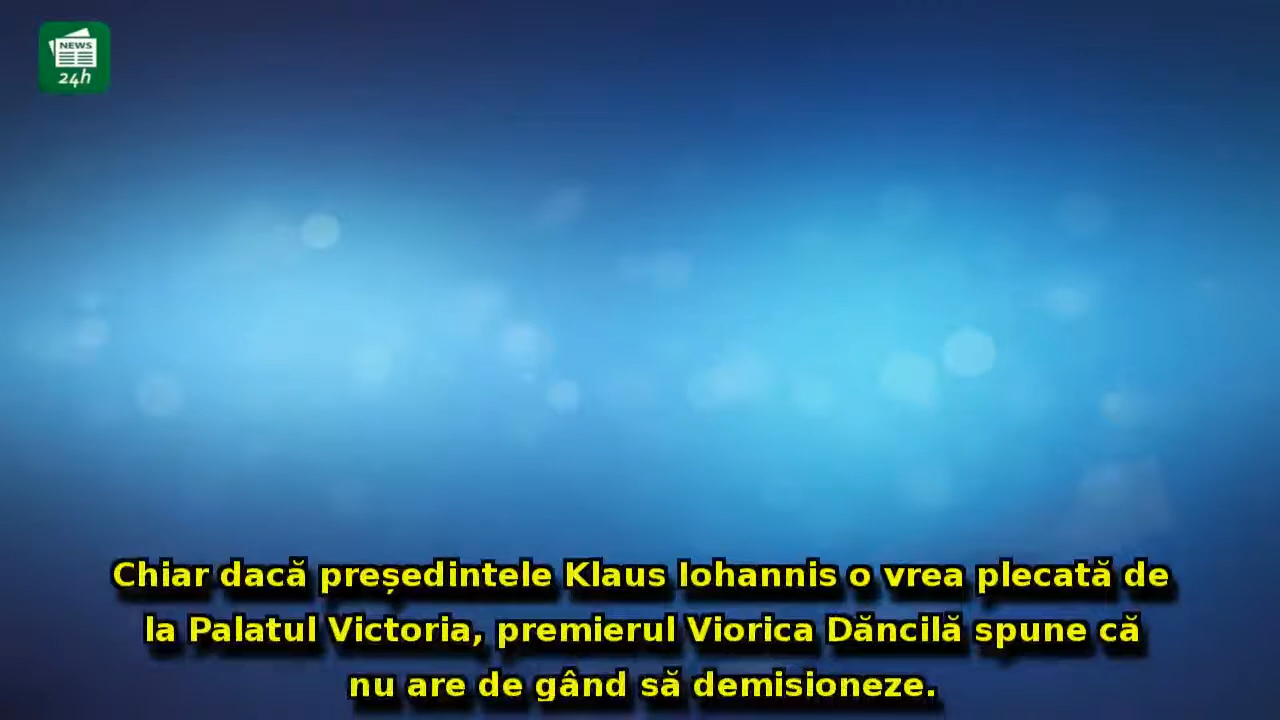 NEWS
24h
Chiar dacă președintele Klaus Iohannis o vrea plecată de
la Palatul Victoria, premierul Viorica Dăncilă spune că
nu are de gând să demisioneze.